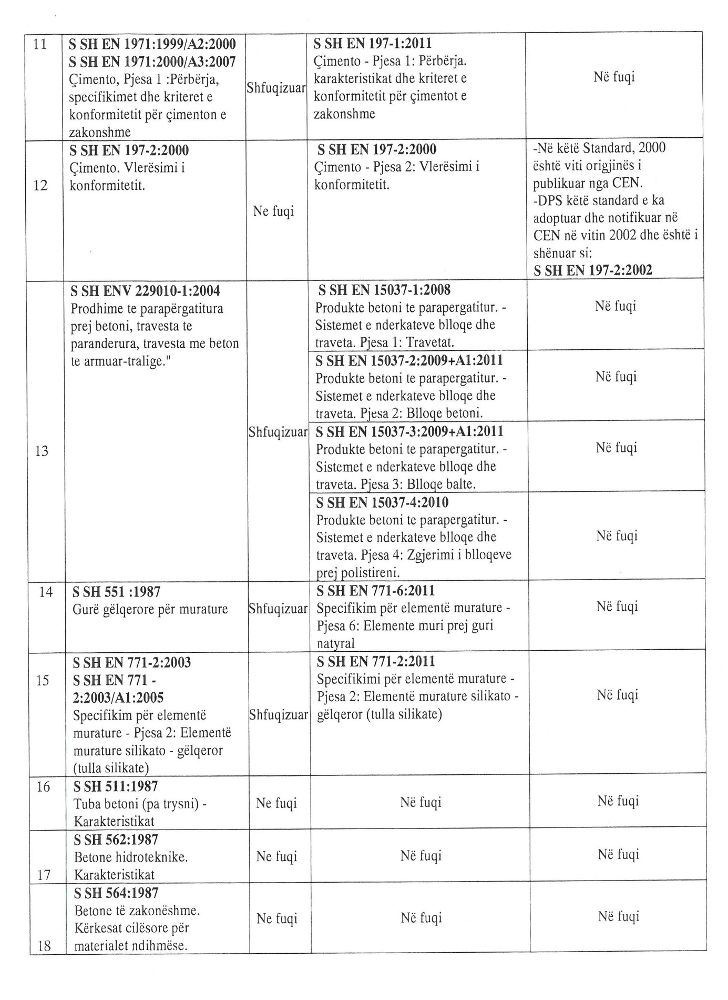 11
S SH EN 1971:1999/A2:2000
S SH EN 1971:2000/A3:2007
Çimento, Pjesa 1 :Përbërja,
specifikimet dhe kriteret e
konformitetit për çimenton e
zakonshme
Shfuqizuar
S SH EN 197-1:2011
Çimento - Pjesa 1: Përbërja.
karakteristikat dhe kriteret e
konformitetit për çimentot e
zakonshme
Në fuqi
12
S SH EN 197-2:2000
Çimento. Vlerësimi i
konformitetit.
Ne fuqi
S SH EN 197-2:2000
Çimento - Pjesa 2: Vlerësimi i
konformitetit.
-Në këtë Standard, 2000
është viti origjinës i
publikuar nga CEN.
-DPS këtë standard e ka
adoptuar dhe notifikuar në
CEN në vitin 2002 dhe është i
shënuar si:
S SH EN 197-2:2002
13
S SH ENV 229010-1:2004
Prodhime te parapërgatitura
prej betoni, travesta te
paranderura, travesta me beton
te armuar-tralige."
Shfuqizuar
S SH EN 15037-1:2008
Produkte betoni te parapergatitur. -
Sistemet e nderkateve blloqe dhe
traveta. Pjesa 1: Travetat.
Në fuqi
S SH EN 15037-2:2009+A1:2011
Produkte betoni te parapergatitur. -
Sistemet e nderkateve blloqe dhe
traveta. Pjesa 2: Blloqe betoni.
Në fuqi
S SH EN 15037-3:2009+A1:2011
Produkte betoni te parapergatitur. -
Sistemet e nderkateve blloqe dhe
traveta. Pjesa 3: Blloqe balte.
Në fuqi
S SH EN 15037-4:2010
Produkte betoni te parapergatitur. -
Sistemet e nderkateve blloqe dhe
traveta. Pjesa 4: Zgjerimi i blloqeve
prej polistireni.
Në fuqi
14
S SH 551 :1987
Gurë gëlqerore për murature
Shfuqizuar
S SH EN 771-6:2011
Specifikim për elementë murature -
Pjesa 6: Elemente muri prej guri
natyral
Në fuqi
15
S SH EN 771-2:2003
S SH EN 771 -
2:2003/A1:2005
Specifikim për elementë
murature - Pjesa 2: Elementë
murature silikato - gëlqeror
(tulla silikate)
Shfuqizuar
S SH EN 771-2:2011
Specifikimi për elementë murature -
Pjesa 2: Elementë murature silikato -
gëlqeror (tulla silikate)
Në fuqi
16
S SH 511:1987
Tuba betoni (pa trysni) -
Karakteristikat
Ne fuqi
Në fuqi
Në fuqi
17
S SH 562:1987
Betone hidroteknike.
Karakteristikat
Ne fuqi
Në fuqi
Në fuqi
18
S SH 564:1987
Betone të zakonëshme.
Kërkesat cilësore për
materialet ndihmëse.
Ne fuqi
Në fuqi
Në fuqi